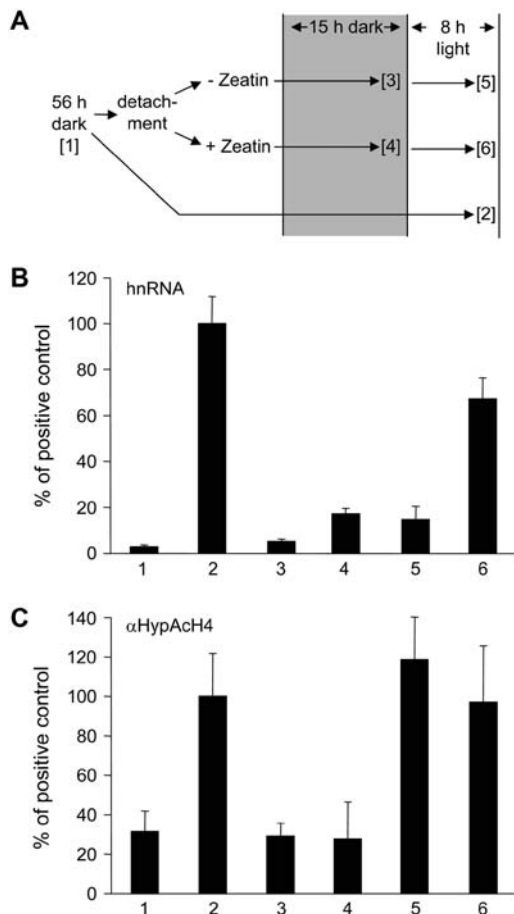 A
15 h dark
8 h
light
56 h
dark
[1]
detach-
ment
- Zeatin
+ Zeatin
[3]
[4]
[5]
[6]
[2]
B
hnRNA
% of positive control
120
100
80
60
40
20
0
1 2 3 4 5 6
C
αHypAcH4
% of positive control
140
120
100
80
60
40
20
0
1 2 3 4 5 6